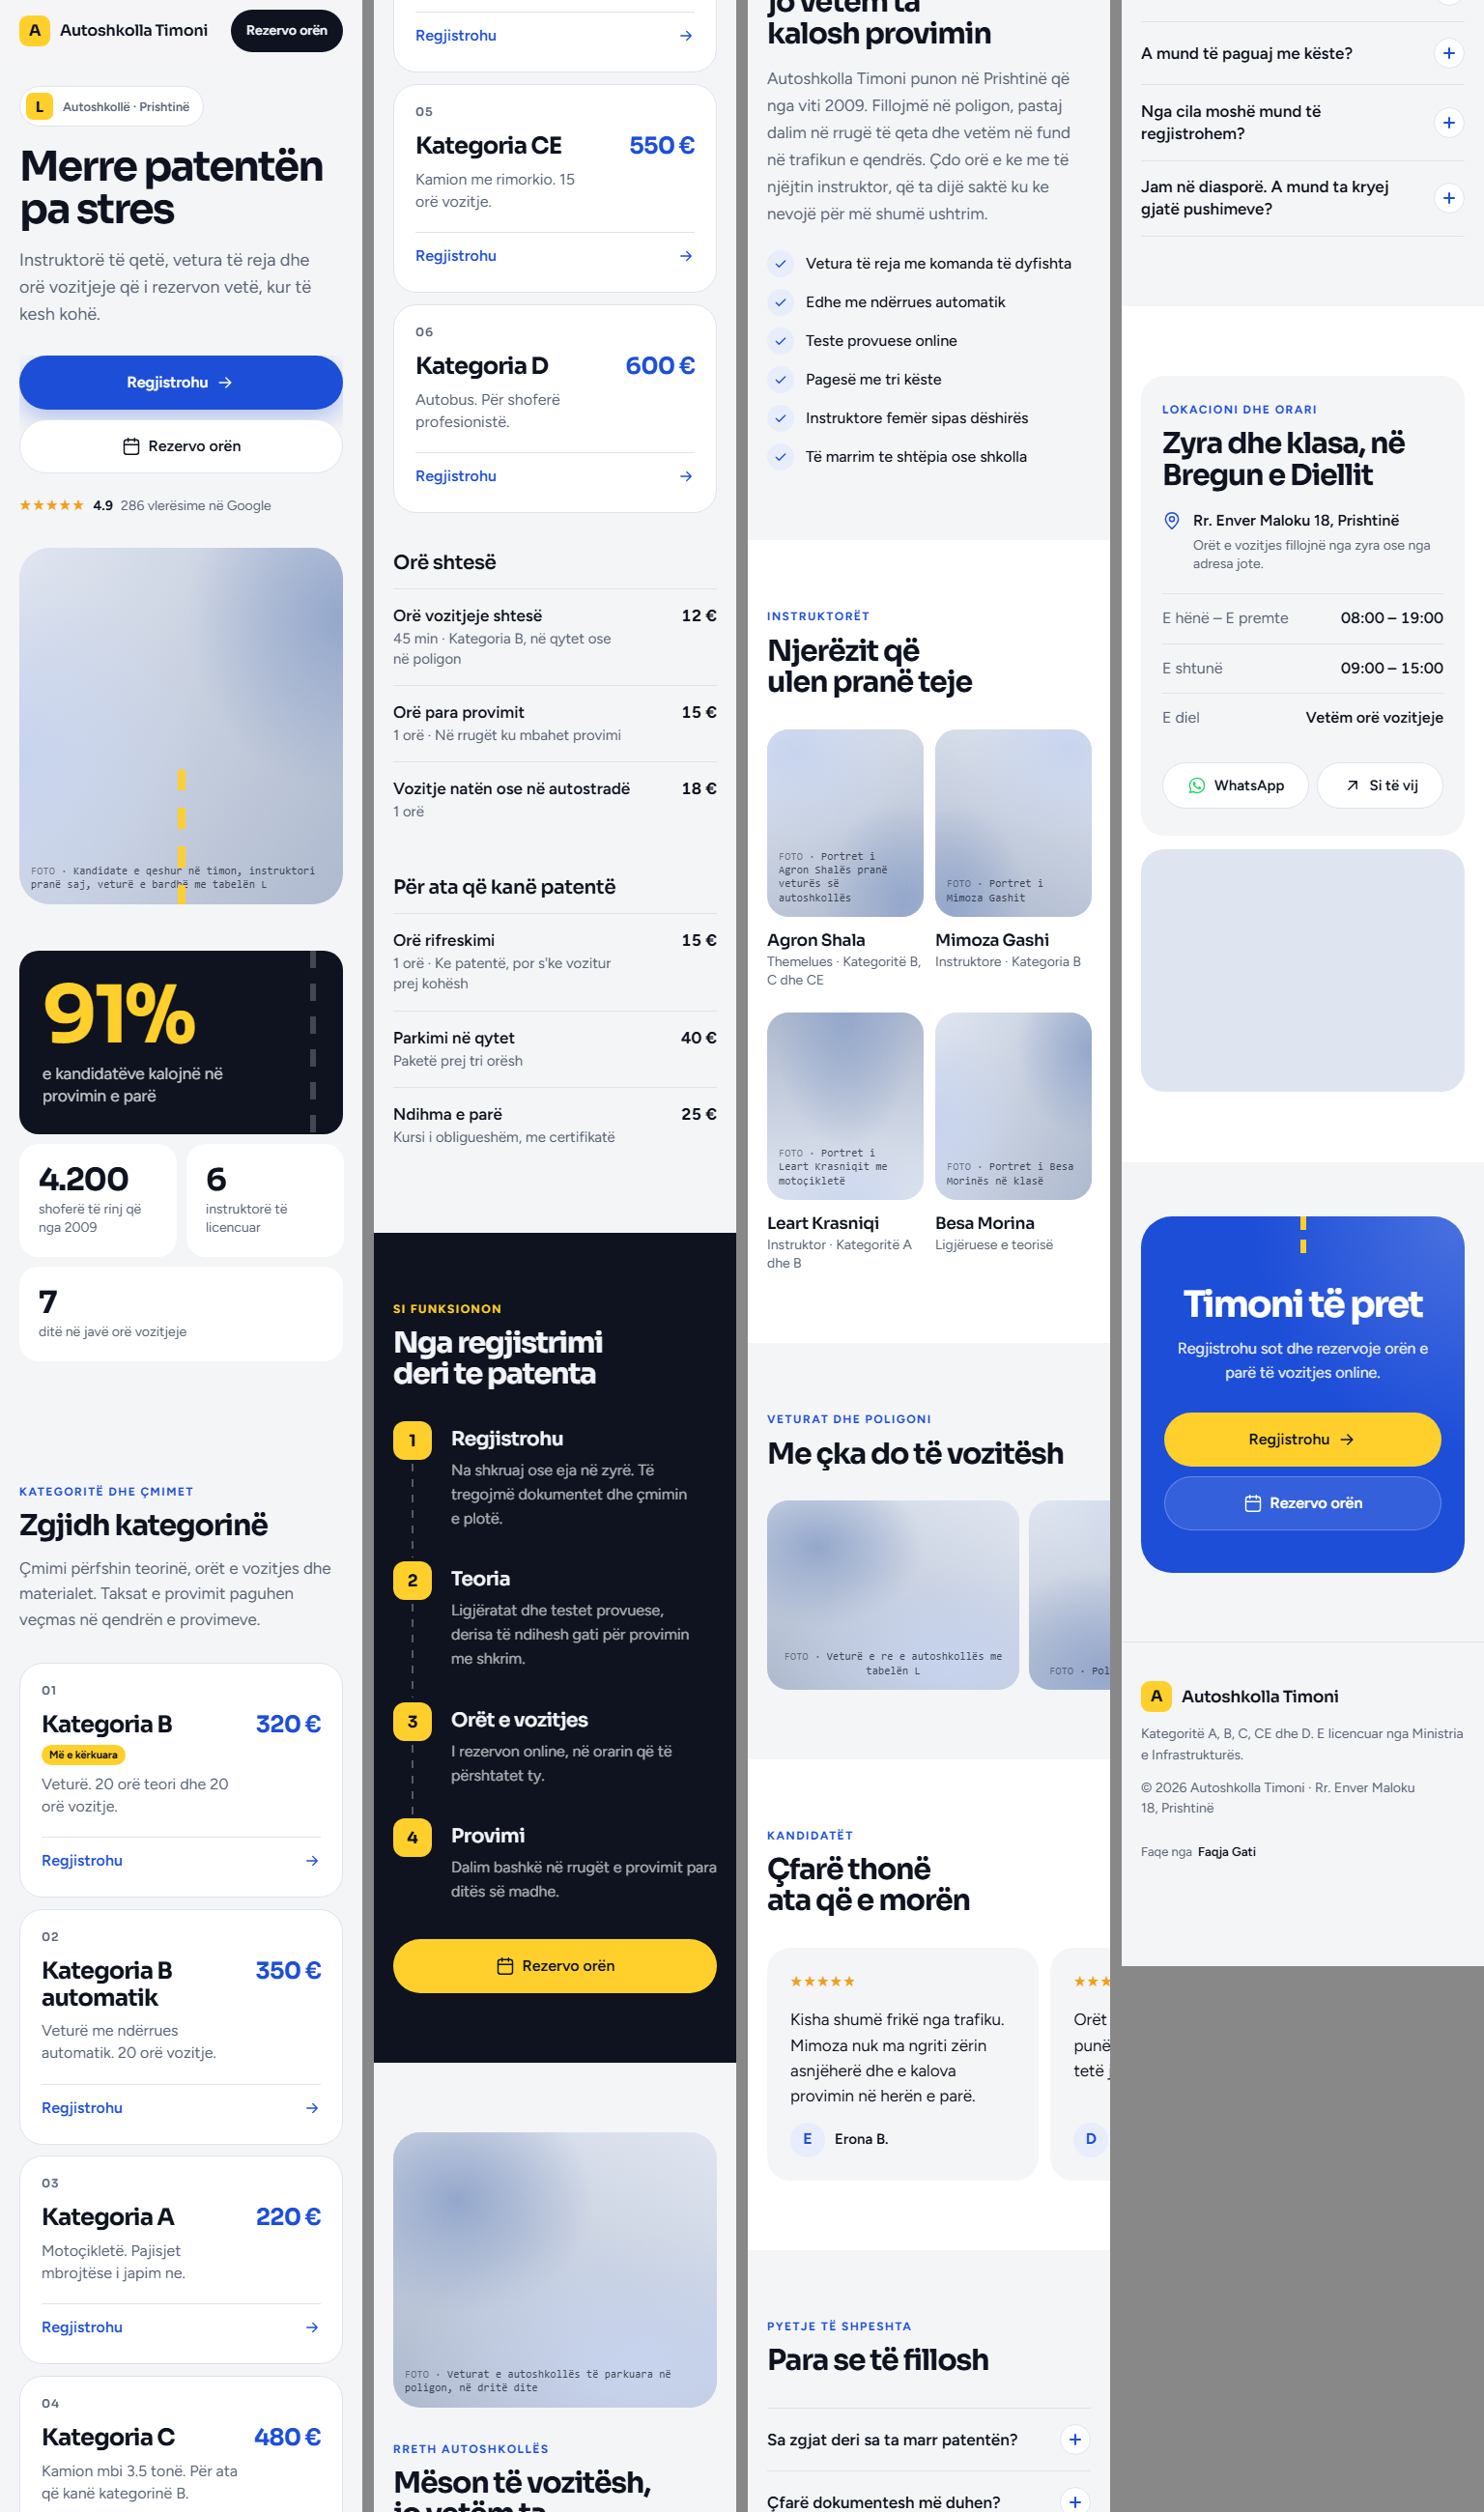 A Autoshkolla Timoni Rezervo orën
L Autoshkollë · Prishtinë
Merre patentën
pa stres
Instruktorë të qetë, vetura të reja dhe
orë vozitjeje që i rezervon vetë, kur të
kesh kohë.
Regjistrohu
Rezervo orën
4.9 286 vlerësime në Google
FOTO · Kandidate e qeshur në timon, instruktori
pranë saj, veturë e bardhë me tabelën L
91%
e kandidatëve kalojnë në
provimin e parë
4.200
shoferë të rinj që
nga 2009
6
instruktorë të
licencuar
7
ditë në javë orë vozitjeje
KATEGORITË DHE ÇMIMET
Zgjidh kategorinë
Çmimi përfshin teorinë, orët e vozitjes dhe
materialet. Taksat e provimit paguhen
veçmas në qendrën e provimeve.
01
Kategoria B 320 €
Më e kërkuara
Veturë. 20 orë teori dhe 20
orë vozitje.
Regjistrohu
02
Kategoria B 350 €
automatik
Veturë me ndërrues
automatik. 20 orë vozitje.
Regjistrohu
03
Kategoria A 220 €
Motoçikletë. Pajisjet
mbrojtëse i japim ne.
Regjistrohu
04
Kategoria C 480 €
Kamion mbi 3.5 tonë. Për ata
që kanë kategorinë B.
Regjistrohu
05
Kategoria CE 550 €
Kamion me rimorkio. 15
orë vozitje.
Regjistrohu
06
Kategoria D 600 €
Autobus. Për shoferë
profesionistë.
Regjistrohu
Orë shtesë
Orë vozitjeje shtesë 12 €
45 min · Kategoria B, në qytet ose
në poligon
Orë para provimit 15 €
1 orë · Në rrugët ku mbahet provimi
Vozitje natën ose në autostradë 18 €
1 orë
Për ata që kanë patentë
Orë rifreskimi 15 €
1 orë · Ke patentë, por s'ke vozitur
prej kohësh
Parkimi në qytet 40 €
Paketë prej tri orësh
Ndihma e parë 25 €
Kursi i obligueshëm, me certifikatë
SI FUNKSIONON
Nga regjistrimi
deri te patenta
1 Regjistrohu
Na shkruaj ose eja në zyrë. Të
tregojmë dokumentet dhe çmimin
e plotë.
2 Teoria
Ligjëratat dhe testet provuese,
derisa të ndihesh gati për provimin
me shkrim.
3 Orët e vozitjes
I rezervon online, në orarin që të
përshtatet ty.
4 Provimi
Dalim bashkë në rrugët e provimit para
ditës së madhe.
Rezervo orën
FOTO · Veturat e autoshkollës të parkuara në
poligon, në dritë dite
RRETH AUTOSHKOLLËS
Mëson të vozitësh,
jo vetëm ta
kalosh provimin
Autoshkolla Timoni punon në Prishtinë që
nga viti 2009. Fillojmë në poligon, pastaj
dalim në rrugë të qeta dhe vetëm në fund
në trafikun e qendrës. Çdo orë e ke me të
njëjtin instruktor, që ta dijë saktë ku ke
nevojë për më shumë ushtrim.
Vetura të reja me komanda të dyfishta
Edhe me ndërrues automatik
Teste provuese online
Pagesë me tri këste
Instruktore femër sipas dëshirës
Të marrim te shtëpia ose shkolla
INSTRUKTORËT
Njerëzit që
ulen pranë teje
FOTO · Portret i
Agron Shalës pranë
veturës së
autoshkollës
FOTO · Portret i
Mimoza Gashit
Agron Shala
Themelues · Kategoritë B,
C dhe CE
Mimoza Gashi
Instruktore · Kategoria B
FOTO · Portret i
Leart Krasniqit me
motoçikletë
FOTO · Portret i Besa
Morinës në klasë
Leart Krasniqi
Instruktor · Kategoritë A
dhe B
Besa Morina
Ligjëruese e teorisë
VETURAT DHE POLIGONI
Me çka do të vozitësh
FOTO · Veturë e re e autoshkollës me
tabelën L
FOTO · Pol
KANDIDATËT
Çfarë thonë
ata që e morën
Kisha shumë frikë nga trafiku.
Mimoza nuk ma ngriti zërin
asnjëherë dhe e kalova
provimin në herën e parë.
E Erona B.
Orët
punë
tetë j
D
PYETJE TË SHPESHTA
Para se të fillosh
Sa zgjat deri sa ta marr patentën?
Çfarë dokumentesh më duhen?
A mund të paguaj me këste?
Nga cila moshë mund të
regjistrohem?
Jam në diasporë. A mund ta kryej
gjatë pushimeve?
LOKACIONI DHE ORARI
Zyra dhe klasa, në
Bregun e Diellit
Rr. Enver Maloku 18, Prishtinë
Orët e vozitjes fillojnë nga zyra ose nga
adresa jote.
E hënë – E premte 08:00 – 19:00
E shtunë 09:00 – 15:00
E diel Vetëm orë vozitjeje
WhatsApp Si të vij
Timoni të pret
Regjistrohu sot dhe rezervoje orën e
parë të vozitjes online.
Regjistrohu
Rezervo orën
A Autoshkolla Timoni
Kategoritë A, B, C, CE dhe D. E licencuar nga Ministria
e Infrastrukturës.
© 2026 Autoshkolla Timoni · Rr. Enver Maloku
18, Prishtinë
Faqe nga Faqja Gati